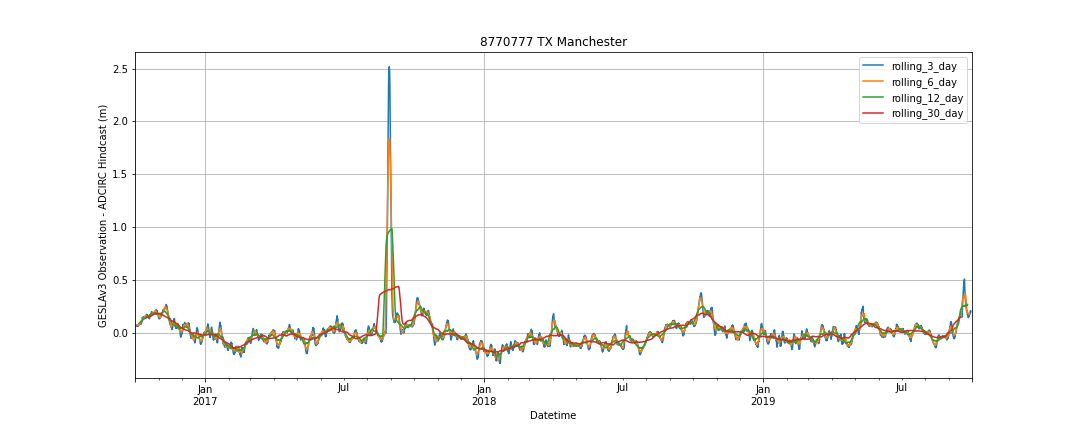 8770777 TX Manchester
GESLAv3 Observation - ADCIRC Hindcast (m)
2.5
2.0
1.5
1.0
0.5
0.0
rolling_3_day
rolling_6_day
rolling_12_day
rolling_30_day
Jan
2017
Jul
Jan
2018
Jul
Jan
2019
Jul
Datetime